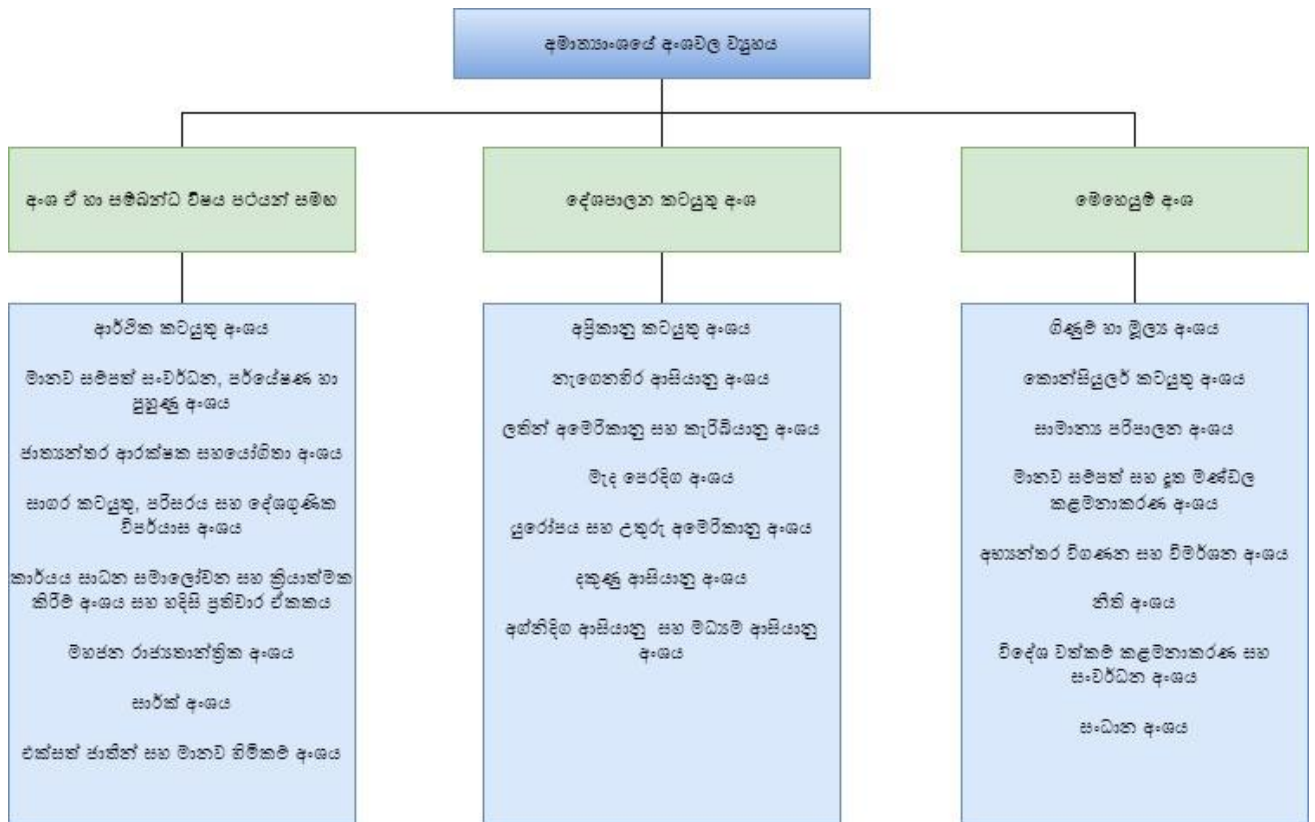 අමාත්‍යාංශයේ අංශවල ව්‍යුහය
අංශ ඒ හා සම්බන්ධ විෂය පථයන් සමඟ
ආර්ථික කටයුතු අංශය
මානව සම්පත් සංවර්ධන, පර්යේෂණ හා
පුහුණු අංශය
ජාත්‍යන්තර ආරක්ෂක සහයෝගිතා අංශය
සාගර කටයුතු, පරිසරය සහ දේශගුණික
විපර්යාස අංශය
කාර්යය සාධන සමාලෝචන සහ ක්‍රියාත්මක
කිරීම් අංශය සහ හදිසි ප්‍රතිචාර ඒකකය
මහජන රාජ්‍යතාන්ත්‍රික අංශය
සාර්ක් අංශය
එක්සත් ජාතීන් සහ මානව හිමිකම් අංශය
දේශපාලන කටයුතු අංශ
අප්‍රිකානු කටයුතු අංශය
නැගෙනහිර ආසියානු අංශය
ලතින් අමෙරිකානු සහ කැරිබියානු අංශය
මැද පෙරදිග අංශය
යුරෝපය සහ උතුරු අමෙරිකානු අංශය
දකුණු ආසියානු අංශය
අග්නිදිග ආසියානු සහ මධ්‍යම ආසියානු
අංශය
මෙහෙයුම් අංශ
ගිණුම් හා මූල්‍ය අංශය
කොන්සියුලර් කටයුතු අංශය
සාමාන්‍ය පරිපාලන අංශය
මානව සම්පත් සහ දූත මණ්ඩල
කළමනාකරණ අංශය
අභ්‍යන්තර විගණන සහ විමර්ශන අංශය
නීති අංශය
විදේශ වත්කම් කළමනාකරණ සහ
සංවර්ධන අංශය
සංධාන අංශය